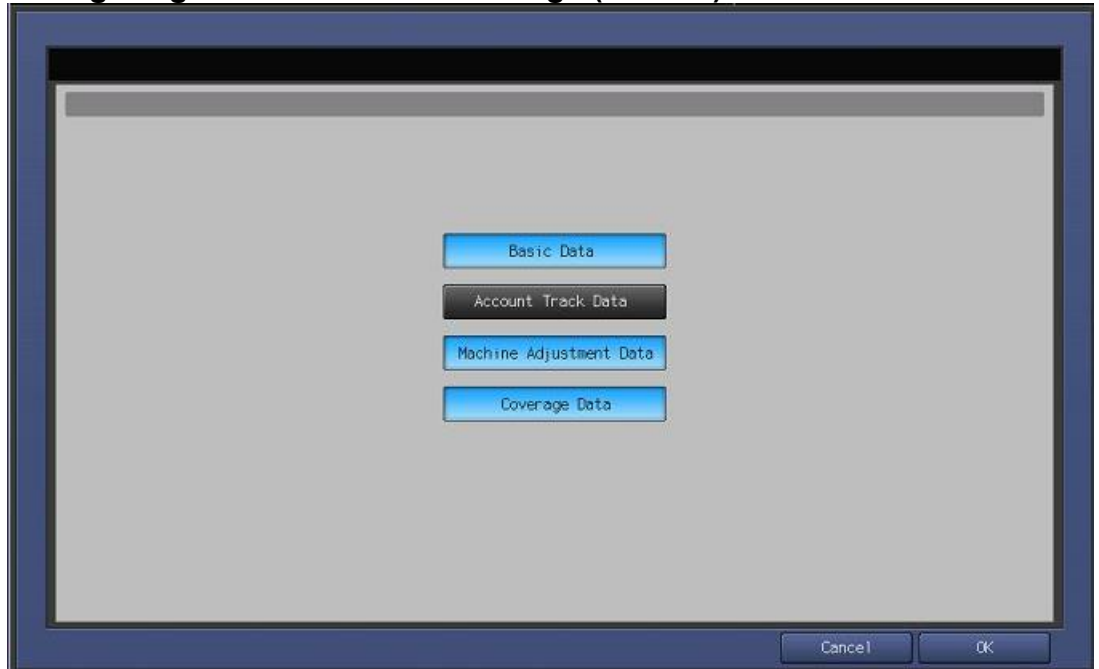 Basic Data
Account Track Data
Machine Adjustment Data
Coverage Data
Cancel
OK